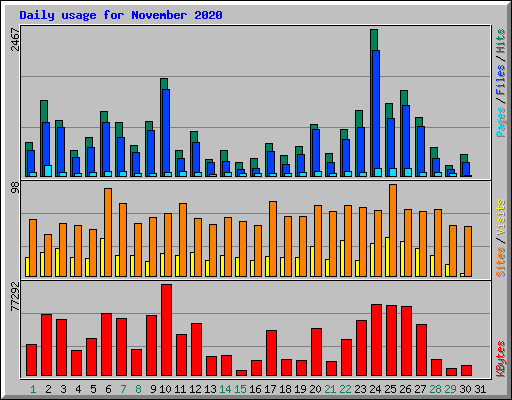 Daily usage for November 2020
2467
Pages / Files / Hits
98
Sites / Visits
77292
KBytes
1 2 3 4 5 6 7 8 9 10 11 12 13 14 15 16 17 18 19 20 21 22 23 24 25 26 27 28 29 30 31